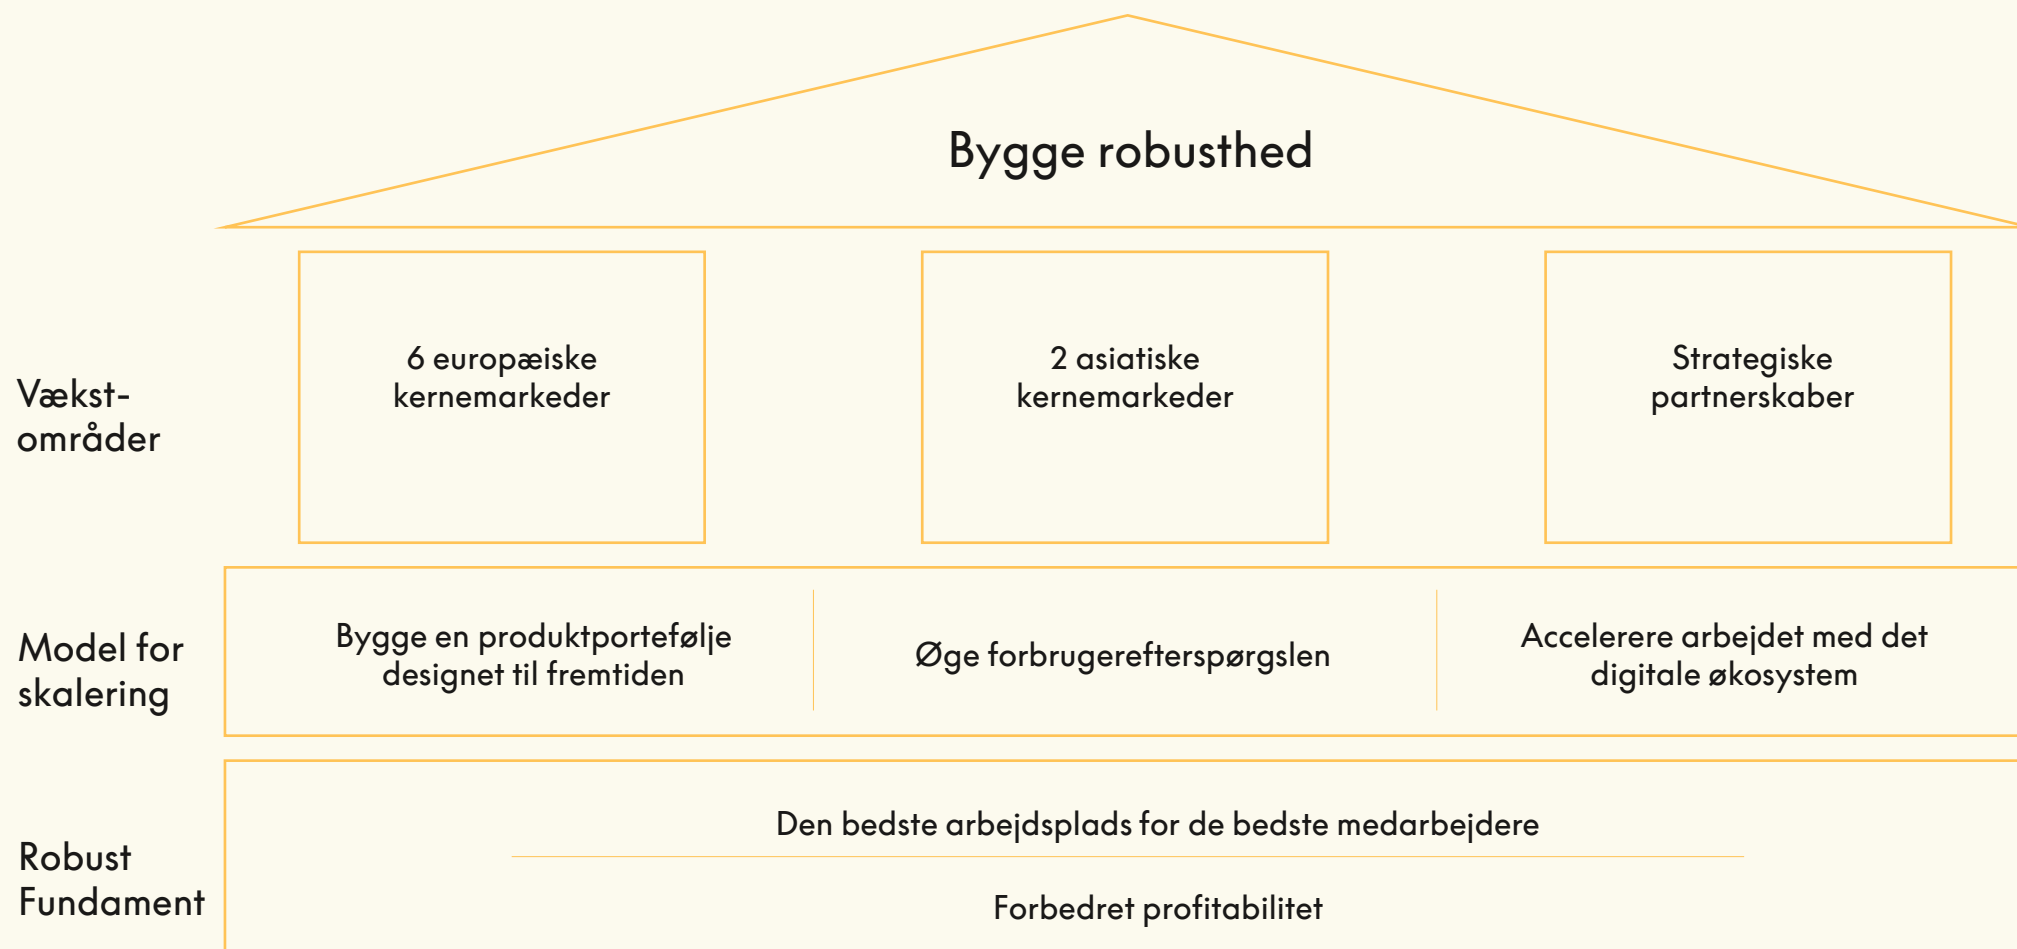 Bygge robusthed
Vækst-
områder
6 europæiske
kernemarkeder
2 asiatiske
kernemarkeder
Strategiske
partnerskaber
Model for
skalering
Bygge en produktportefølje
designet til fremtiden
Øge forbrugerefterspørgslen
Accelerere arbejdet med det
digitale økosystem
Robust
Fundament
Den bedste arbejdsplads for de bedste medarbejdere
Forbedret profitabilitet